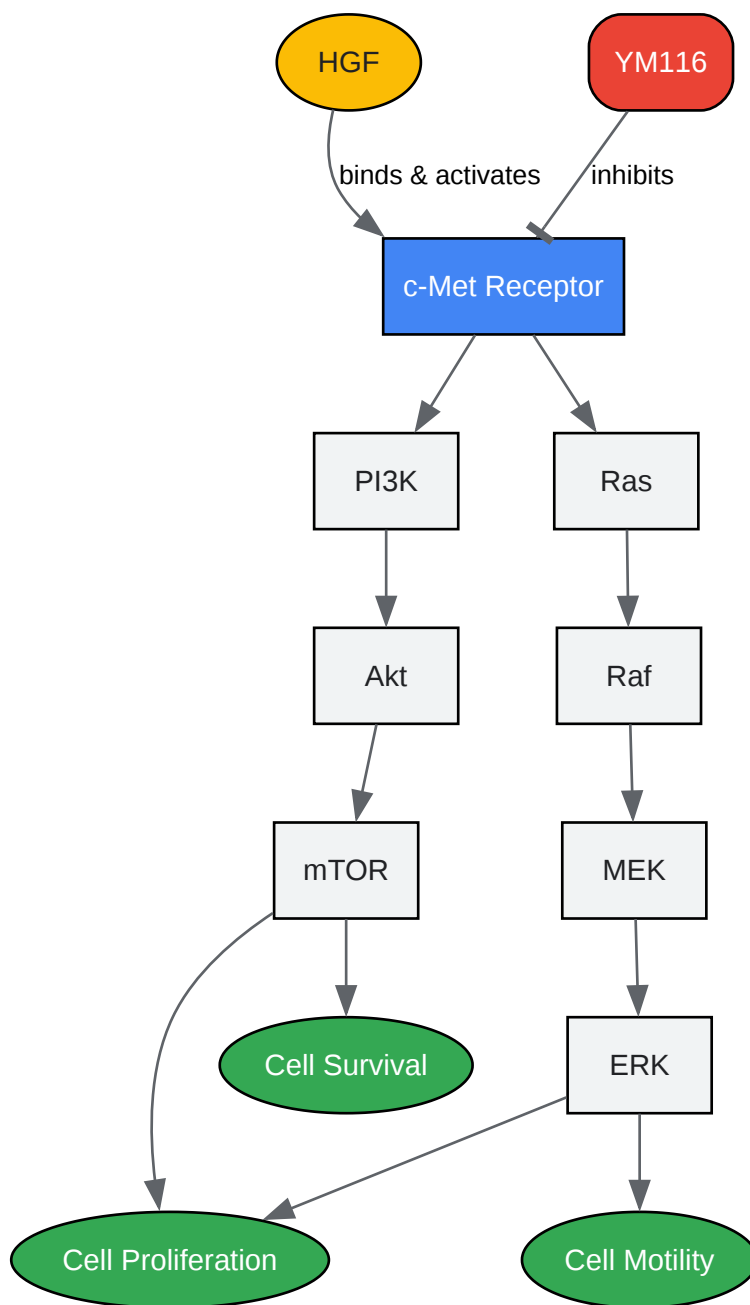 HGF
YM116
binds & activates
inhibits
c-Met Receptor
PI3K
Ras
Akt
Raf
mTOR
MEK
Cell Survival
ERK
Cell Proliferation
Cell Motility